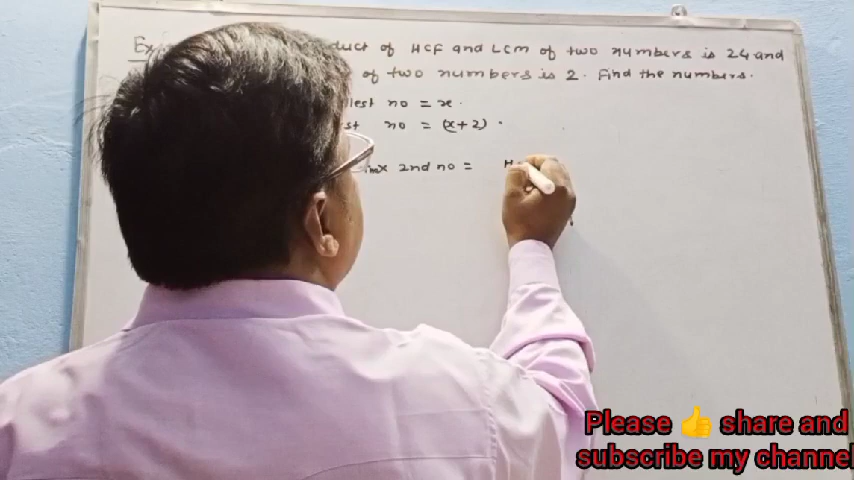 Ex duct of HCF and LCM of two numbers is 24 and
of two numbers is 2. Find the numbers.
llest no = x.
st no = (x+2).
x 2nd no = H
Please 👍 share and
subscribe my channel